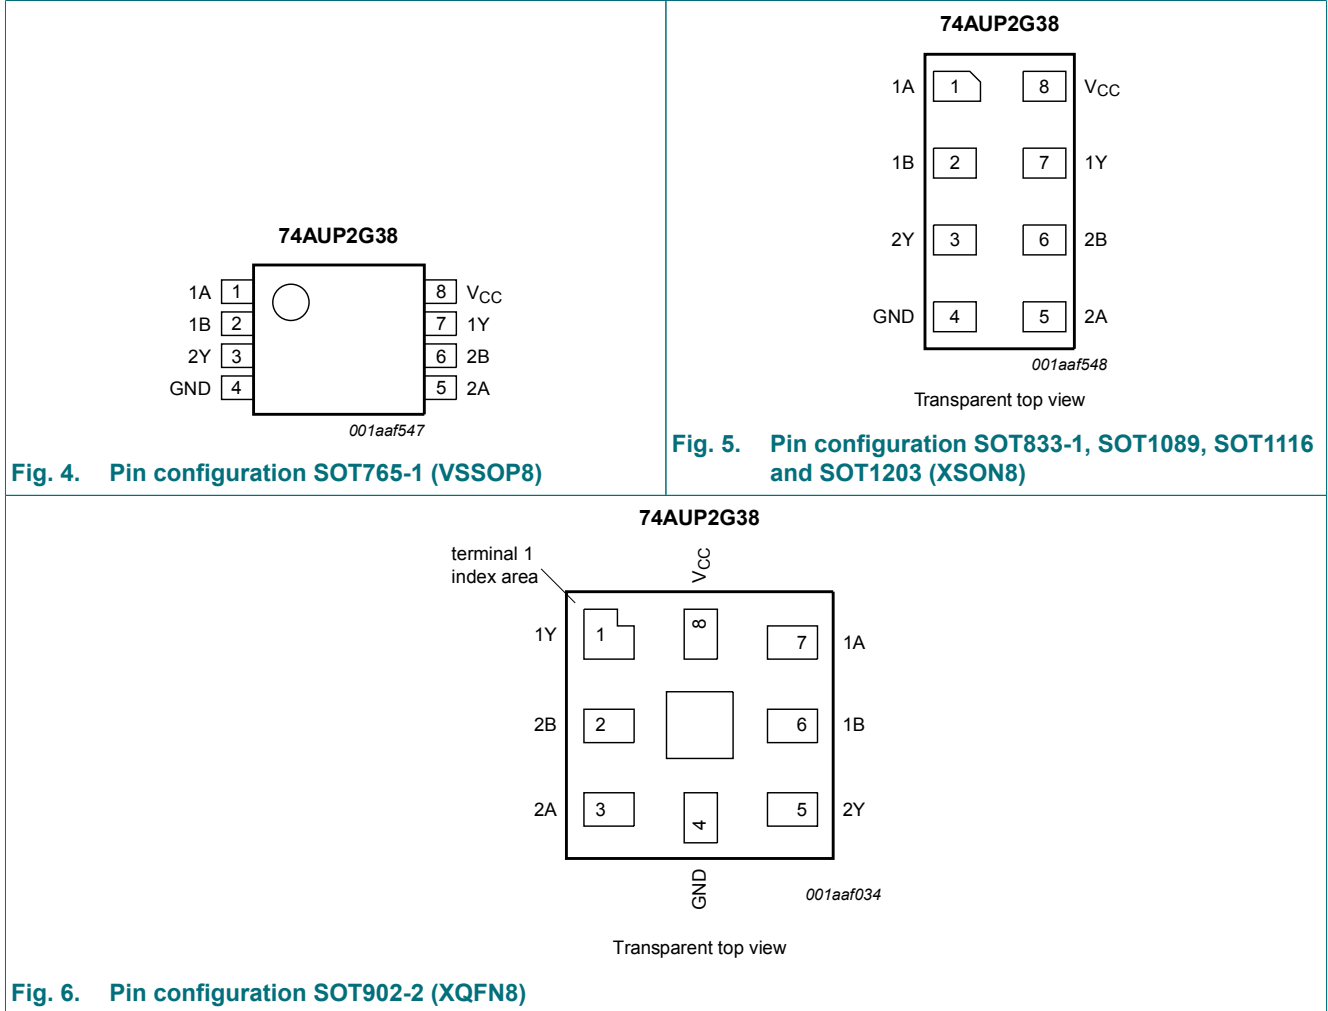 74AUP2G38
1A 1 8 VCC
1B 2 7 1Y
2Y 3 6 2B
GND 4 5 2A
001aaf547
Fig. 4. Pin configuration SOT765-1 (VSSOP8)
74AUP2G38
1A 1 8 VCC
1B 2 7 1Y
2Y 3 6 2B
GND 4 5 2A
001aaf548
Transparent top view
Fig. 5. Pin configuration SOT833-1, SOT1089, SOT1116
and SOT1203 (XSON8)
74AUP2G38
terminal 1
index area
VCC
1Y 1 8 7 1A
2B 2 6 1B
2A 3 4 5 2Y
GND
001aaf034
Transparent top view
Fig. 6. Pin configuration SOT902-2 (XQFN8)